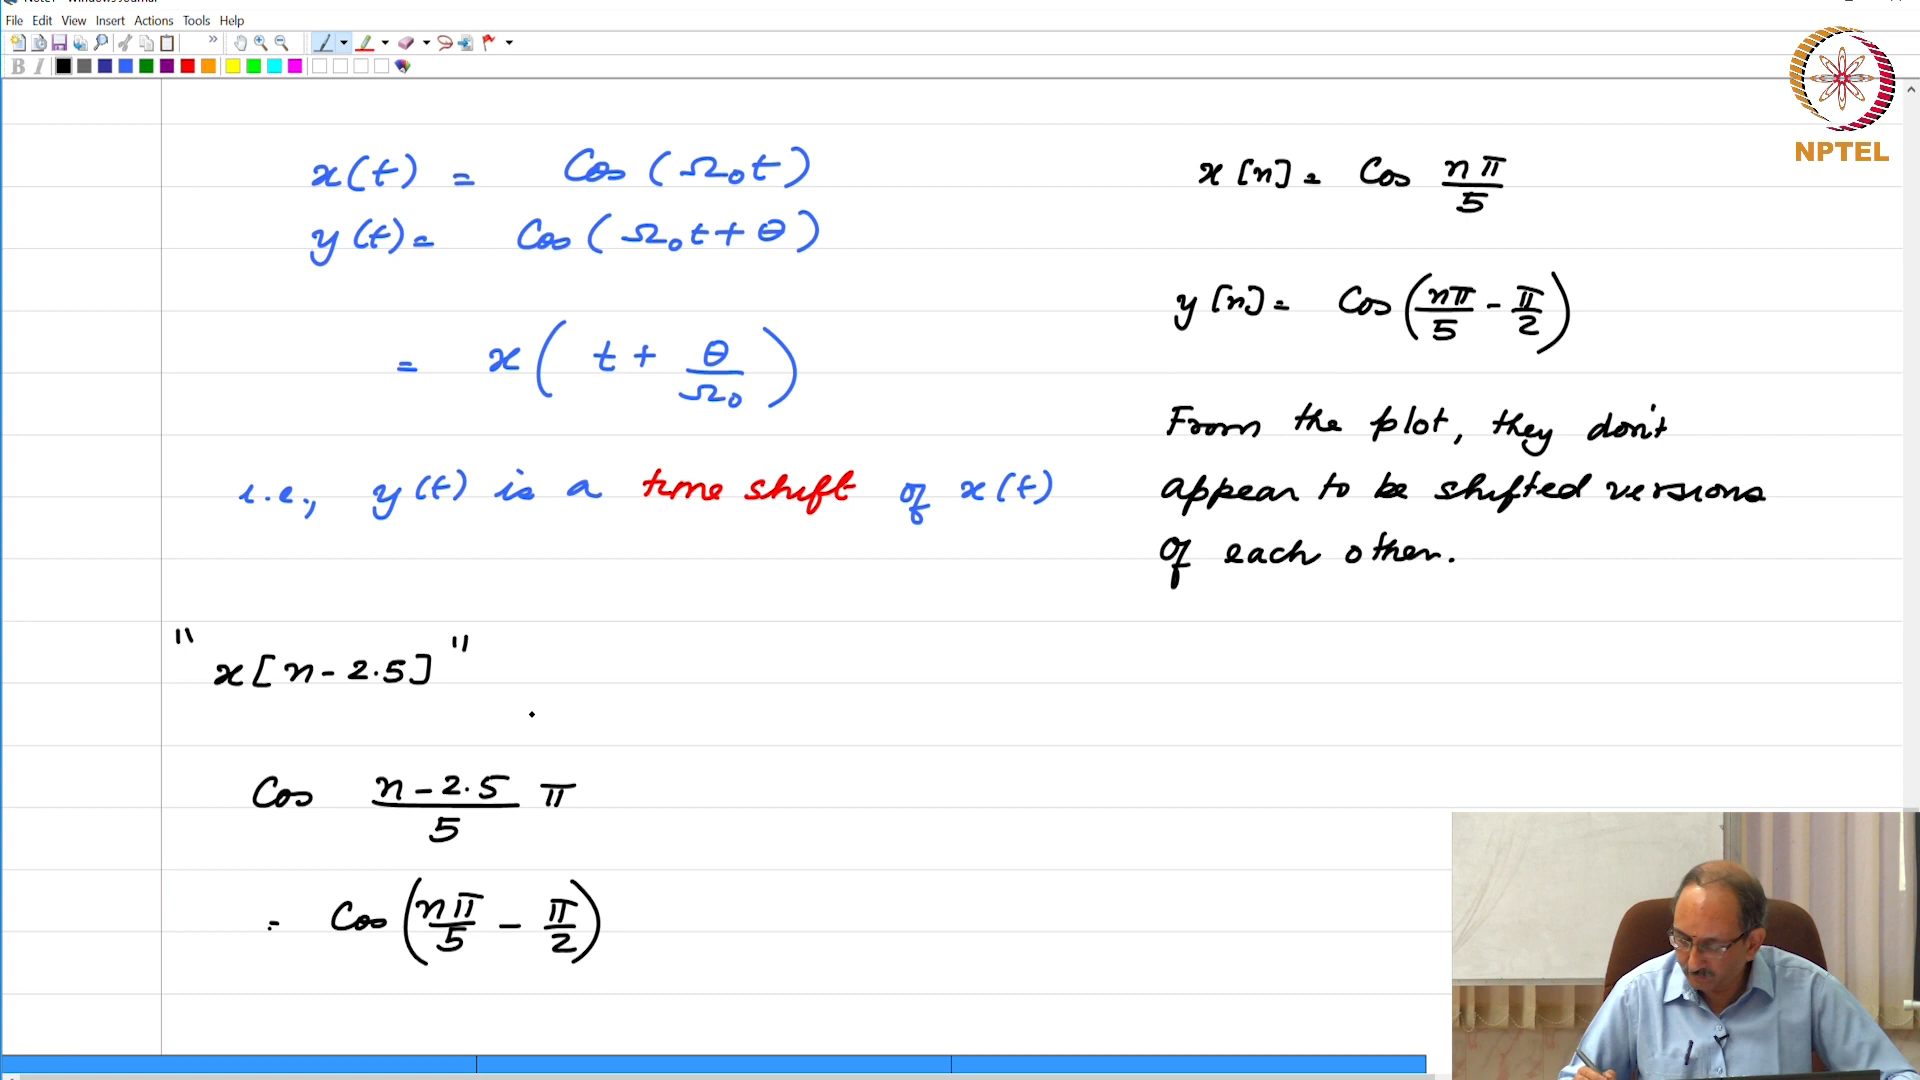 File Edit View Insert Actions Tools Help
B I
NPTEL
x(t) = Cos (Ω₀t)
y(t) = Cos (Ω₀t + θ)
= x( t + θ/Ω₀ )
i.e., y(t) is a time shift of x(t)
x[n] = Cos nπ/5
y[n] = Cos (nπ/5 - π/2)
From the plot, they don't
appear to be shifted versions
of each other.
"x[n-2.5]"
Cos n-2.5/5 π
= Cos (nπ/5 - π/2)